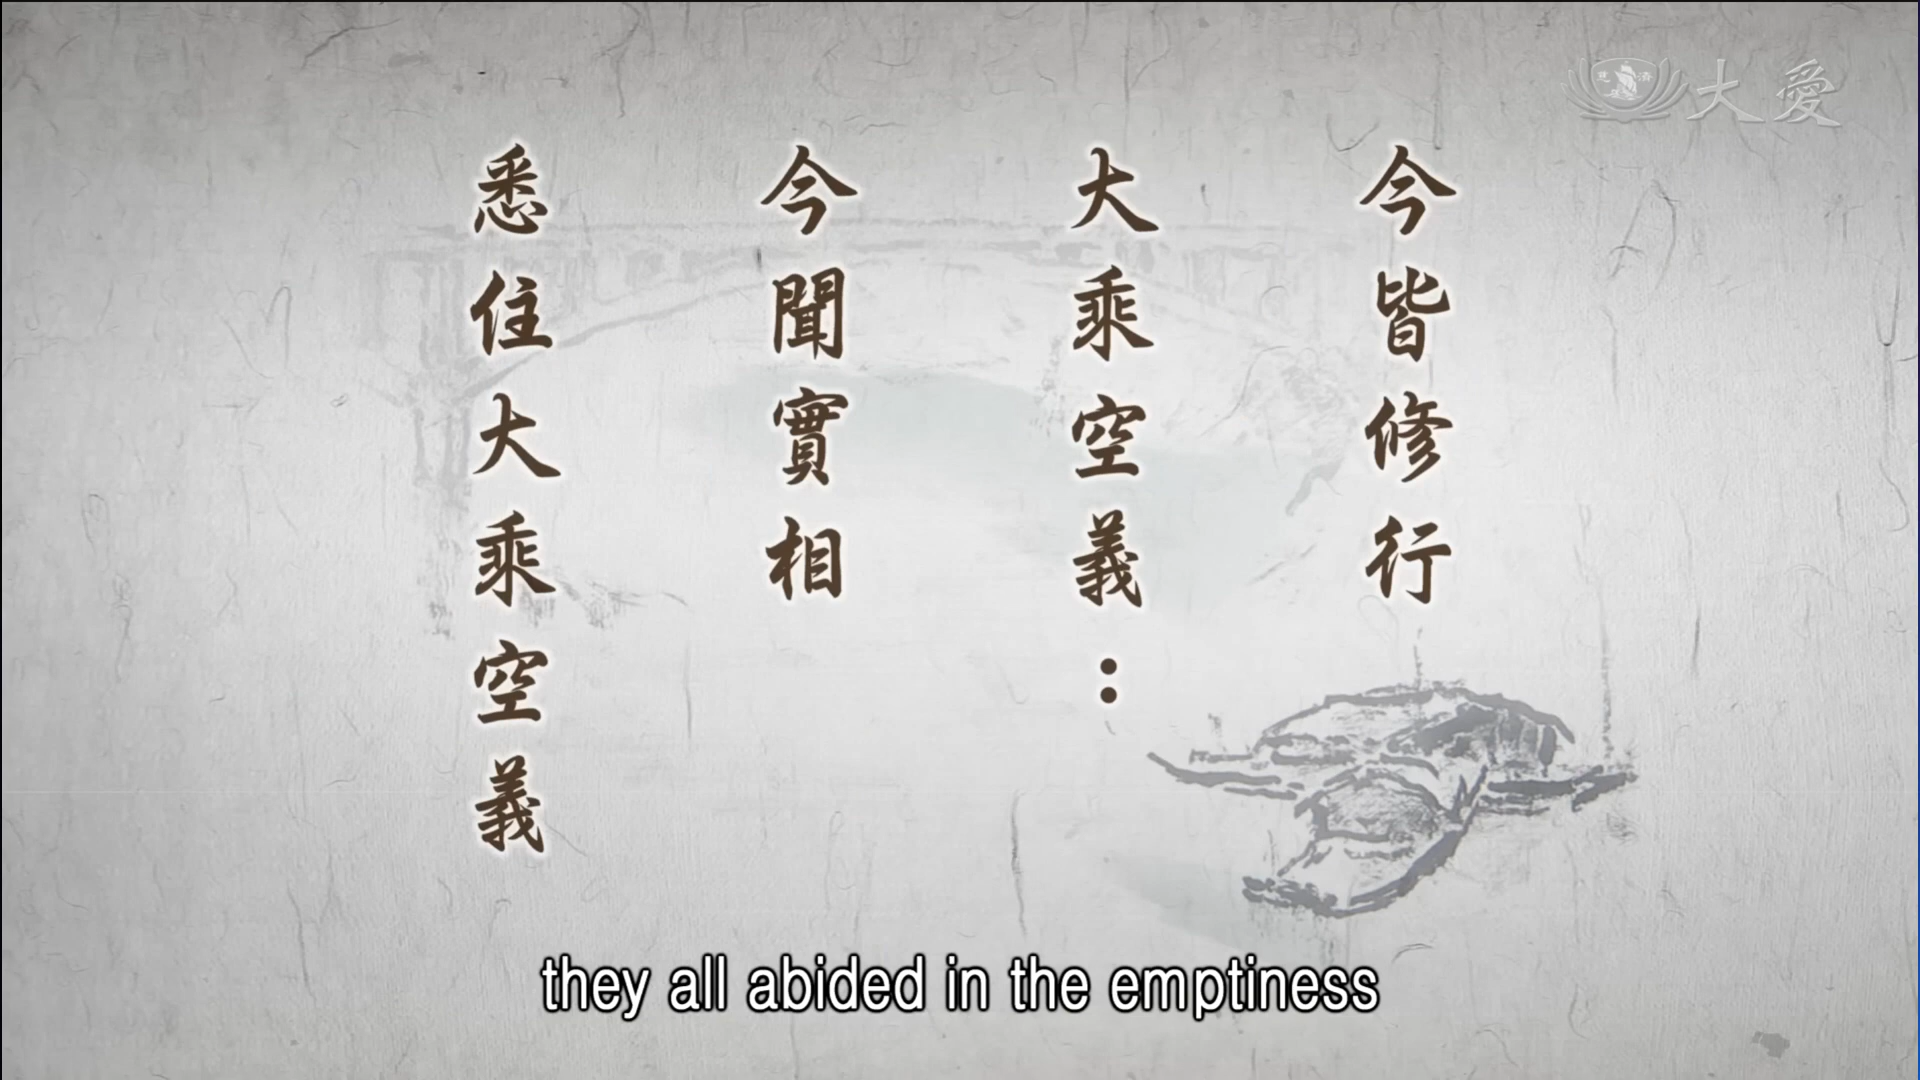 大愛
今皆修行
大乘空義：
今聞實相
悉住大乘空義
they all abided in the emptiness